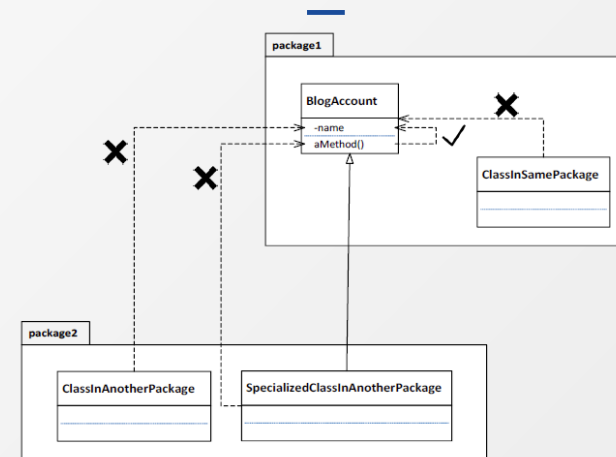 package1
BlogAccount
-name
aMethod()
ClassInSamePackage
package2
ClassInAnotherPackage
SpecializedClassInAnotherPackage